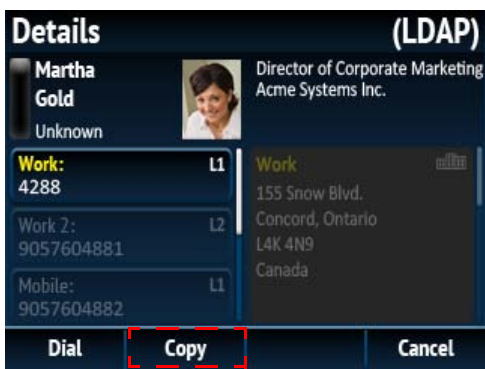 Details (LDAP)
Martha
Gold
Unknown
Director of Corporate Marketing
Acme Systems Inc.
Work: L1
4288
Work 2: L2
9057604881
Mobile: L1
9057604882
Work
155 Snow Blvd.
Concord, Ontario
L4K 4N9
Canada
Dial Copy Cancel